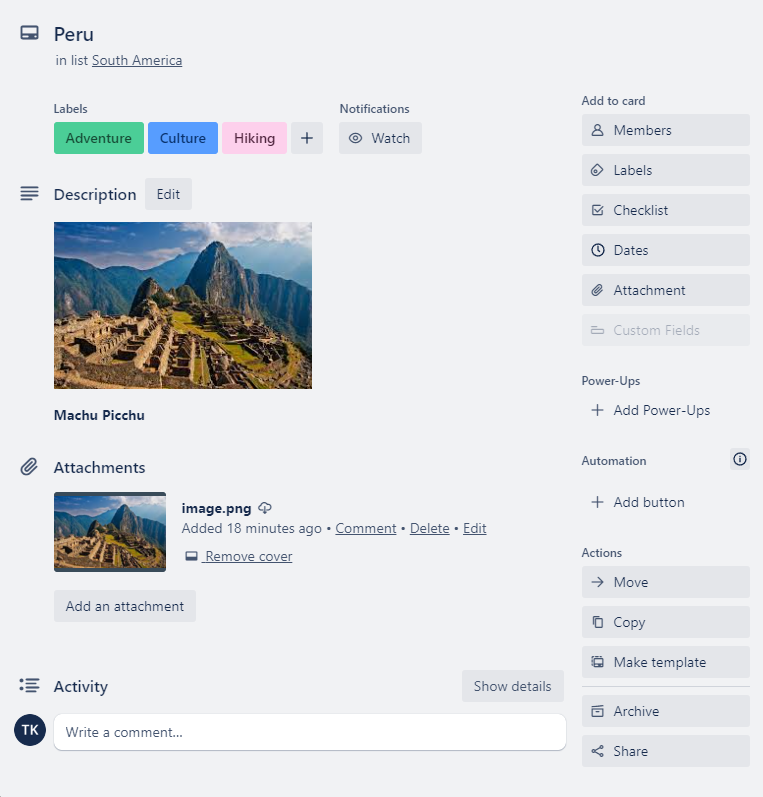 Peru
in list South America
Labels
Notifications
Adventure
Culture
Hiking
Watch
Description
Edit
Machu Picchu
Attachments
image.png
Added 18 minutes ago • Comment • Delete • Edit
Remove cover
Add an attachment
Activity
Show details
TK
Write a comment…
Add to card
Members
Labels
Checklist
Dates
Attachment
Custom Fields
Power-Ups
Add Power-Ups
Automation
Add button
Actions
Move
Copy
Make template
Archive
Share